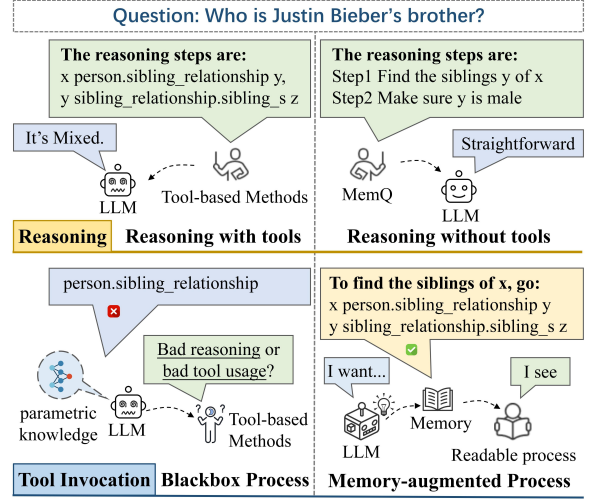 Question: Who is Justin Bieber's brother?
The reasoning steps are:
x person.sibling_relationship y,
y sibling_relationship.sibling_s z
It's Mixed.
LLM
Tool-based Methods
Reasoning
Reasoning with tools
The reasoning steps are:
Step1 Find the siblings y of x
Step2 Make sure y is male
Straightforward
MemQ
LLM
Reasoning without tools
person.sibling_relationship
Bad reasoning or
bad tool usage?
parametric
knowledge
LLM
Tool-based
Methods
Tool Invocation
Blackbox Process
To find the siblings of x, go:
x person.sibling_relationship y
y sibling_relationship.sibling_s z
I want...
I see
LLM
Memory
Readable process
Memory-augmented Process